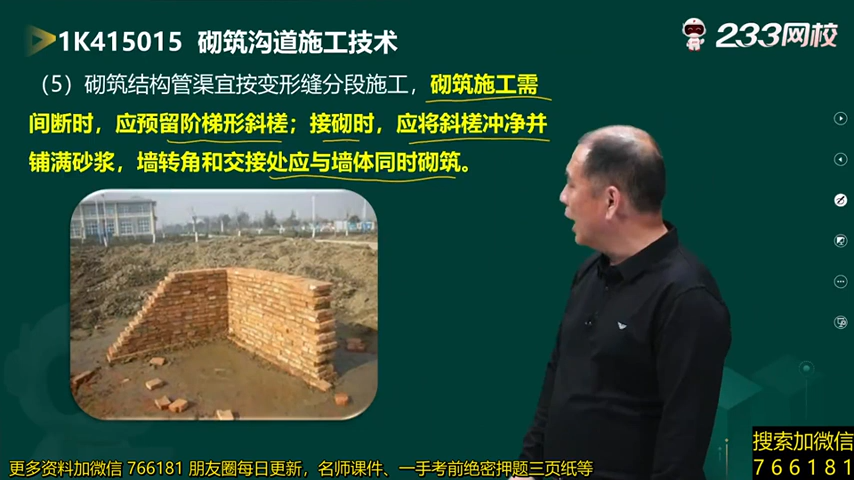 1K415015 砌筑沟道施工技术
233网校
（5）砌筑结构管渠宜按变形缝分段施工，砌筑施工需
间断时，应预留阶梯形斜槎；接砌时，应将斜槎冲净并
铺满砂浆，墙转角和交接处应与墙体同时砌筑。
搜索加微信
766181
更多资料加微信 766181 朋友圈每日更新，名师课件、一手考前绝密押题三页纸等